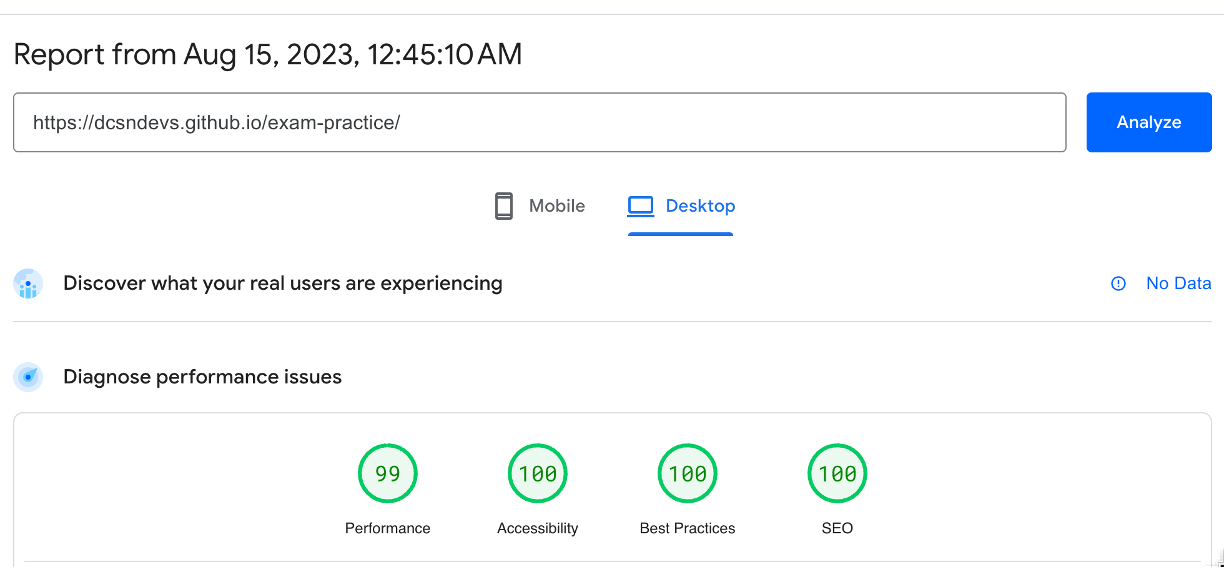 Report from Aug 15, 2023, 12:45:10 AM
https://dcsndevs.github.io/exam-practice/
Analyze
Mobile
Desktop
Discover what your real users are experiencing
No Data
Diagnose performance issues
99
100
100
100
Performance
Accessibility
Best Practices
SEO